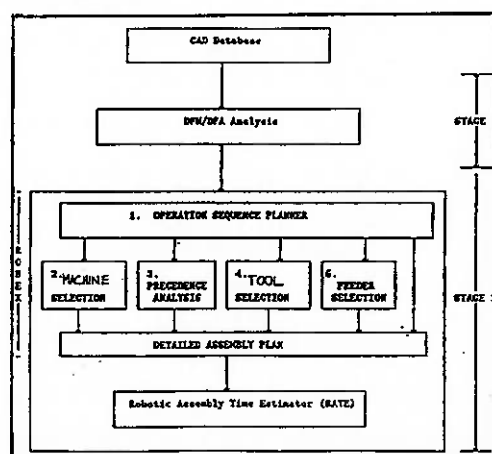 CAD Database
DFM/DFA Analysis
STAGE
1. OPERATION SEQUENCE PLANNER
2. MACHINE SELECTION
3. PRECEDENCE ANALYSIS
4. TOOL SELECTION
FEEDER SELECTION
ROBEX
STAGE
DETAILED ASSEMBLY PLAN
Robotic Assembly Time Estimator (RATE)